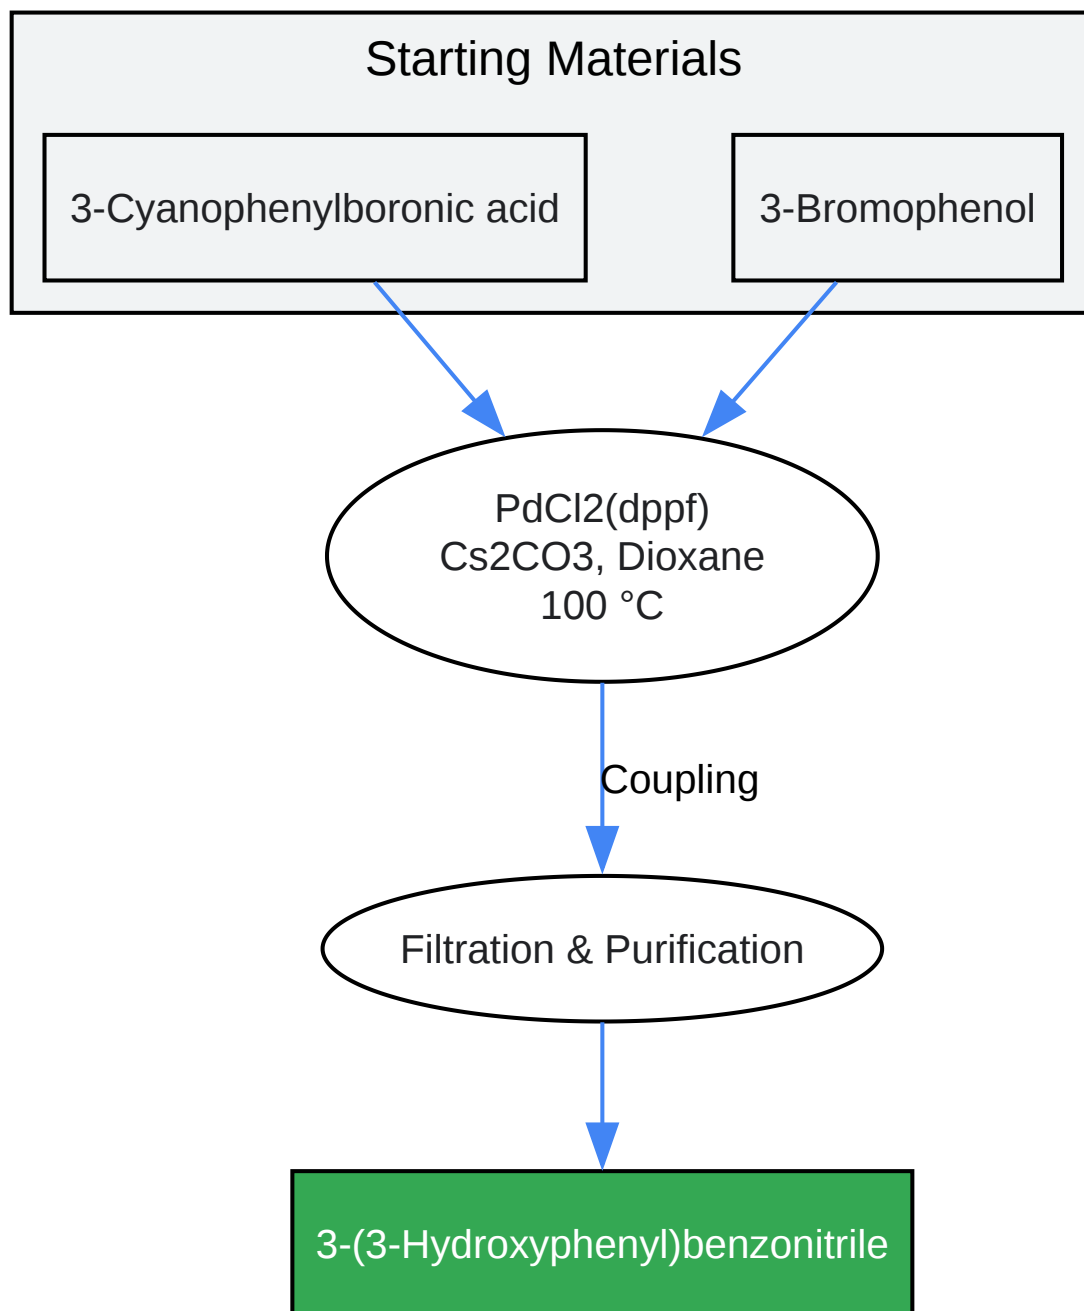 Starting Materials
3-Cyanophenylboronic acid
3-Bromophenol
PdCl2(dppf)
Cs2CO3, Dioxane
100 °C
Coupling
Filtration & Purification
3-(3-Hydroxyphenyl)benzonitrile